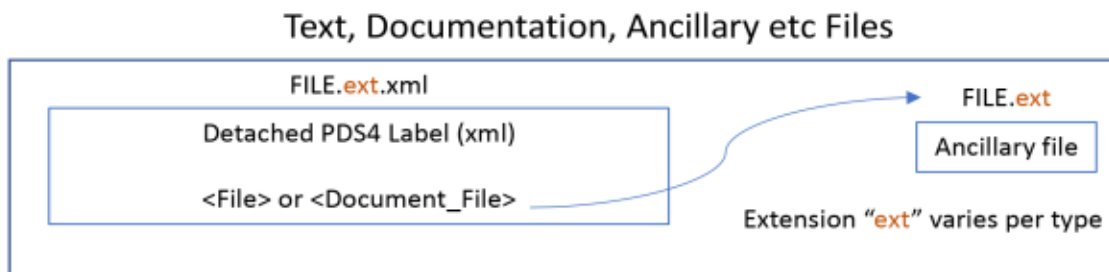 Text, Documentation, Ancillary etc Files
FILE.ext.xml
Detached PDS4 Label (xml)
<File> or <Document_File>
FILE.ext
Ancillary file
Extension “ext” varies per type